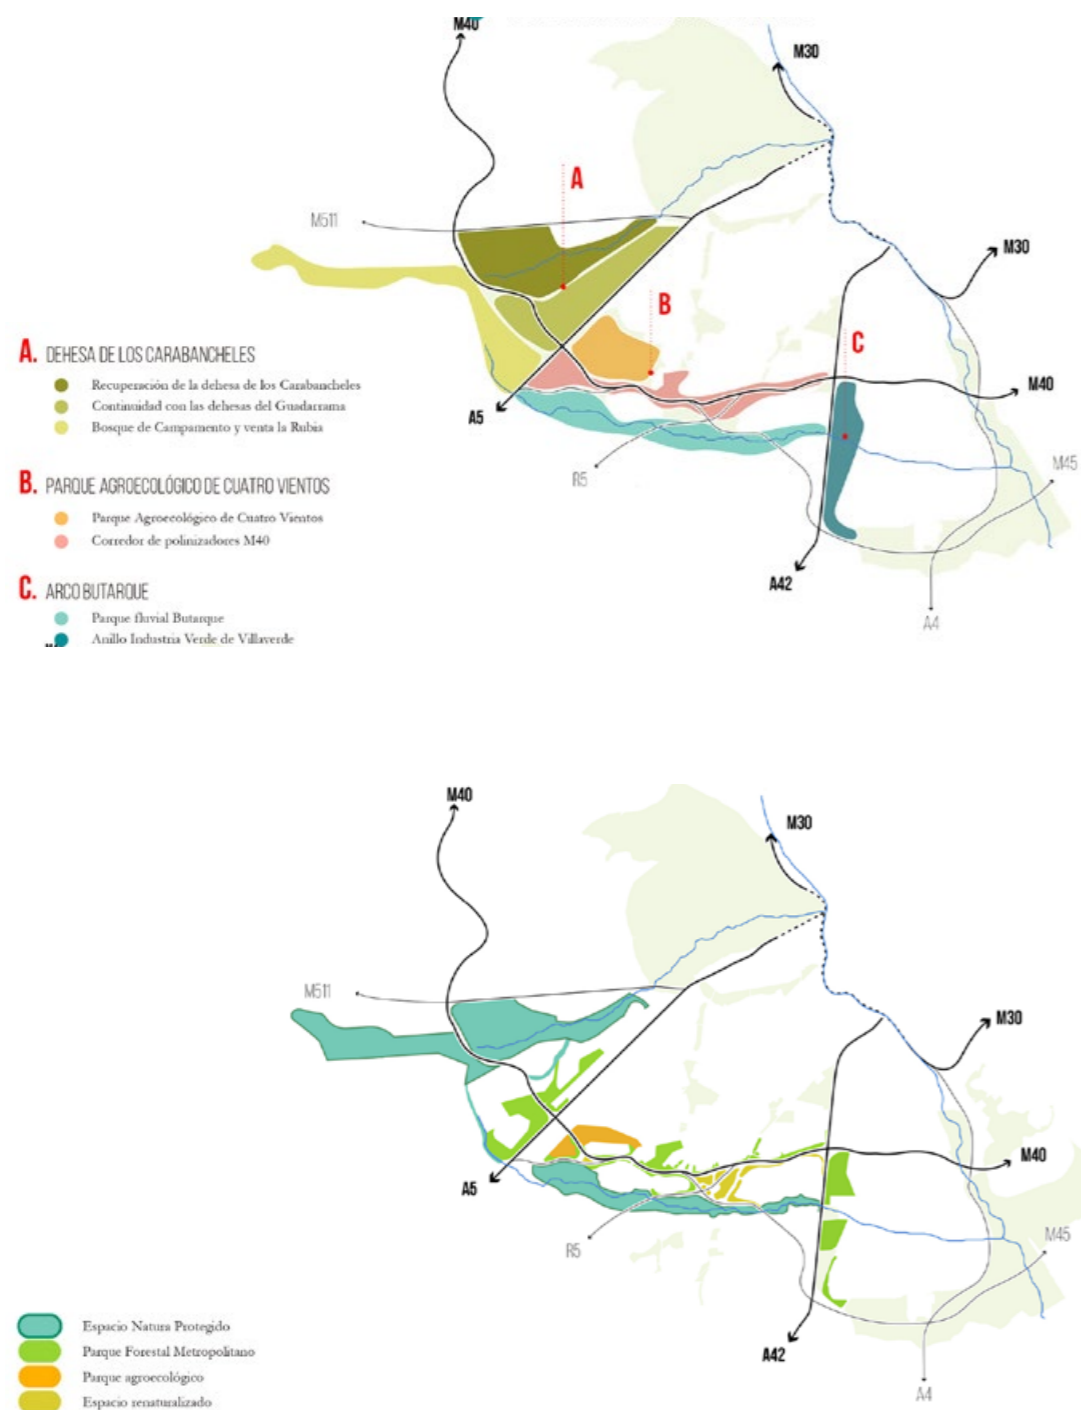 M40
M30
A
M511
M30
B
C
A. DEHESA DE LOS CARABANCHELES
Recuperación de la dehesa de los Carabancheles
Continuidad con las dehesas del Guadarrama
Bosque de Campamento y venta la Rubia
M40
A5
M45
R5
B. PARQUE AGROECOLÓGICO DE CUATRO VIENTOS
Parque Agroecológico de Cuatro Vientos
Corredor de polinizadores M40
A42
C. ARCO BUTARQUE
Parque fluvial Butarque
A4
Anillo Industria Verde de Villaverde
M40
M30
M511
M30
M40
A5
M45
R5
Espacio Natura Protegido
Parque Forestal Metropolitano
A42
Parque agroecológico
A4
Espacio renaturalizado